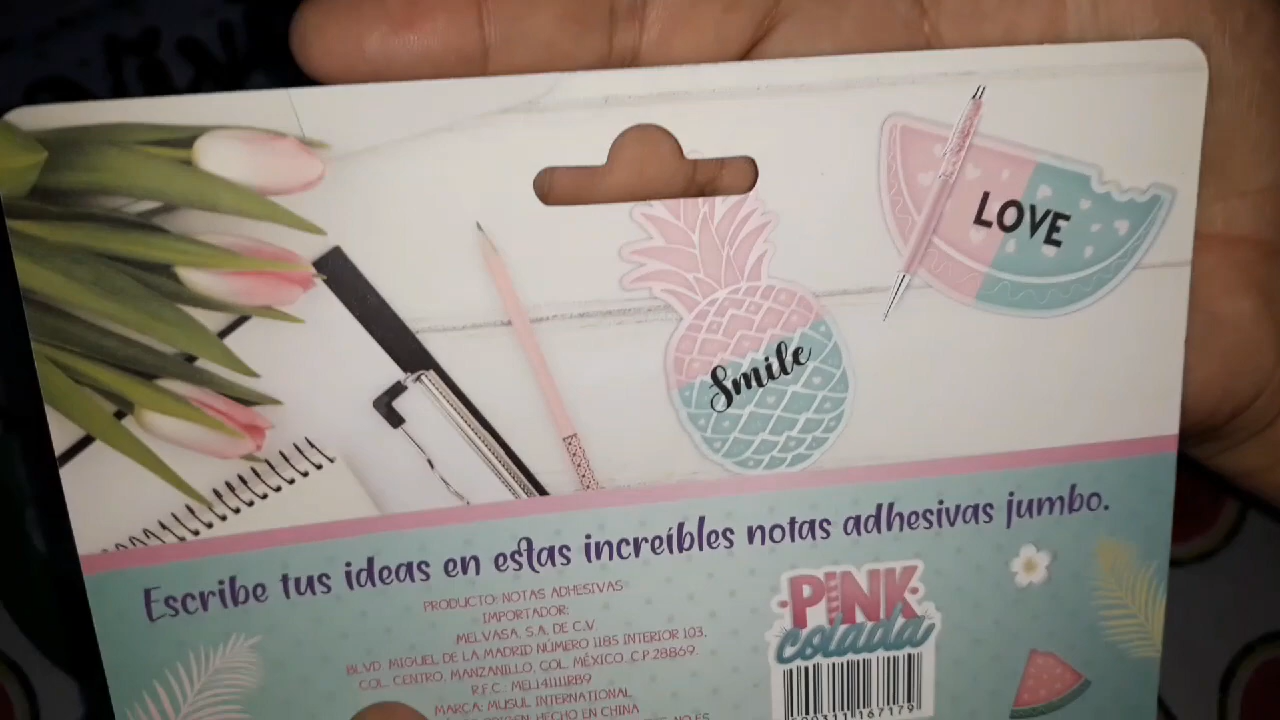 LOVE
Smile
Escribe tus ideas en estas increíbles notas adhesivas jumbo.
PRODUCTO: NOTAS ADHESIVAS
IMPORTADOR:
MELVASA, S.A. DE C.V.
BLVD. MIGUEL DE LA MADRID NÚMERO 1185 INTERIOR 103,
COL. CENTRO, MANZANILLO, COL. MÉXICO. C.P.28869.
R.F.C.: MEL141111RB9
MARCA: MUSUL INTERNATIONAL
HECHO EN CHINA
PINK
colada
167179